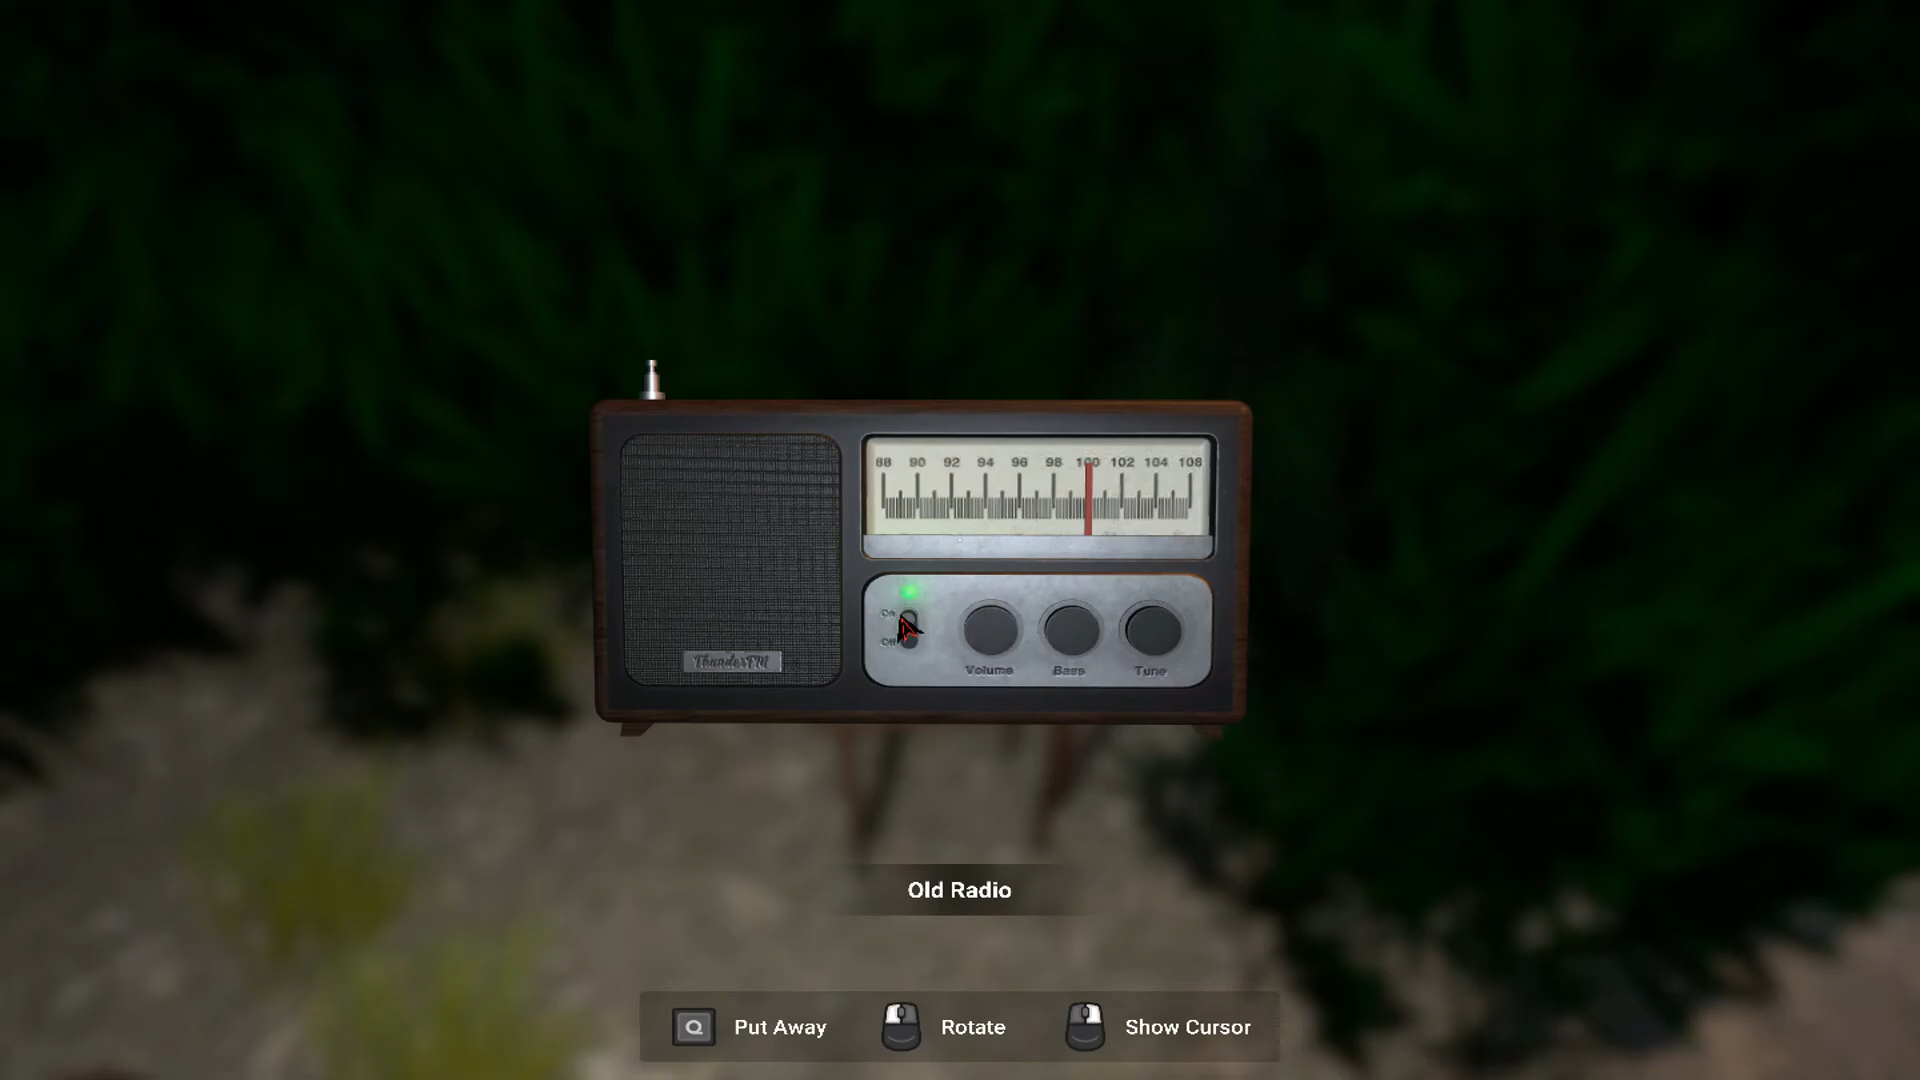 88 90 92 94 96 98 100 102 104 108
On
Off
Volume Bass Tune
ThunderFM
Old Radio
Q Put Away Rotate Show Cursor